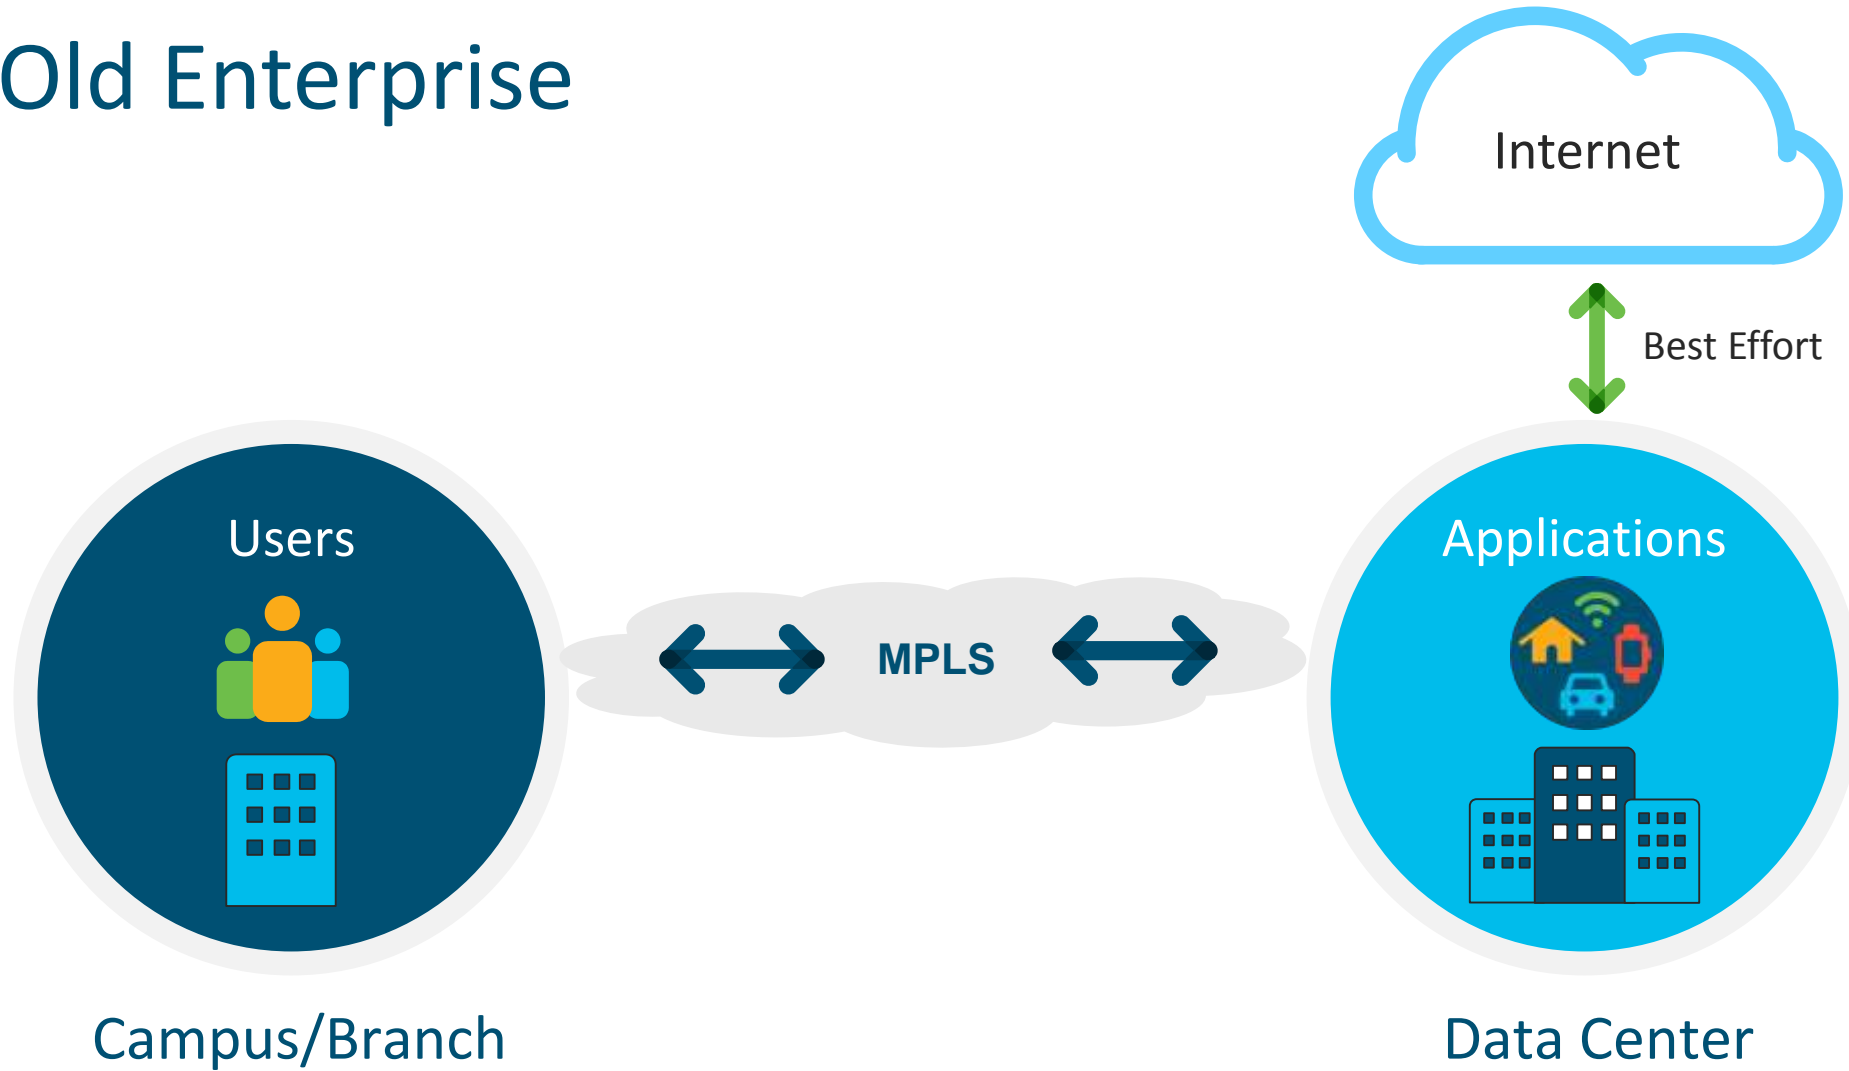 Old Enterprise
Internet
Best Effort
Users
Applications
MPLS
Campus/Branch
Data Center